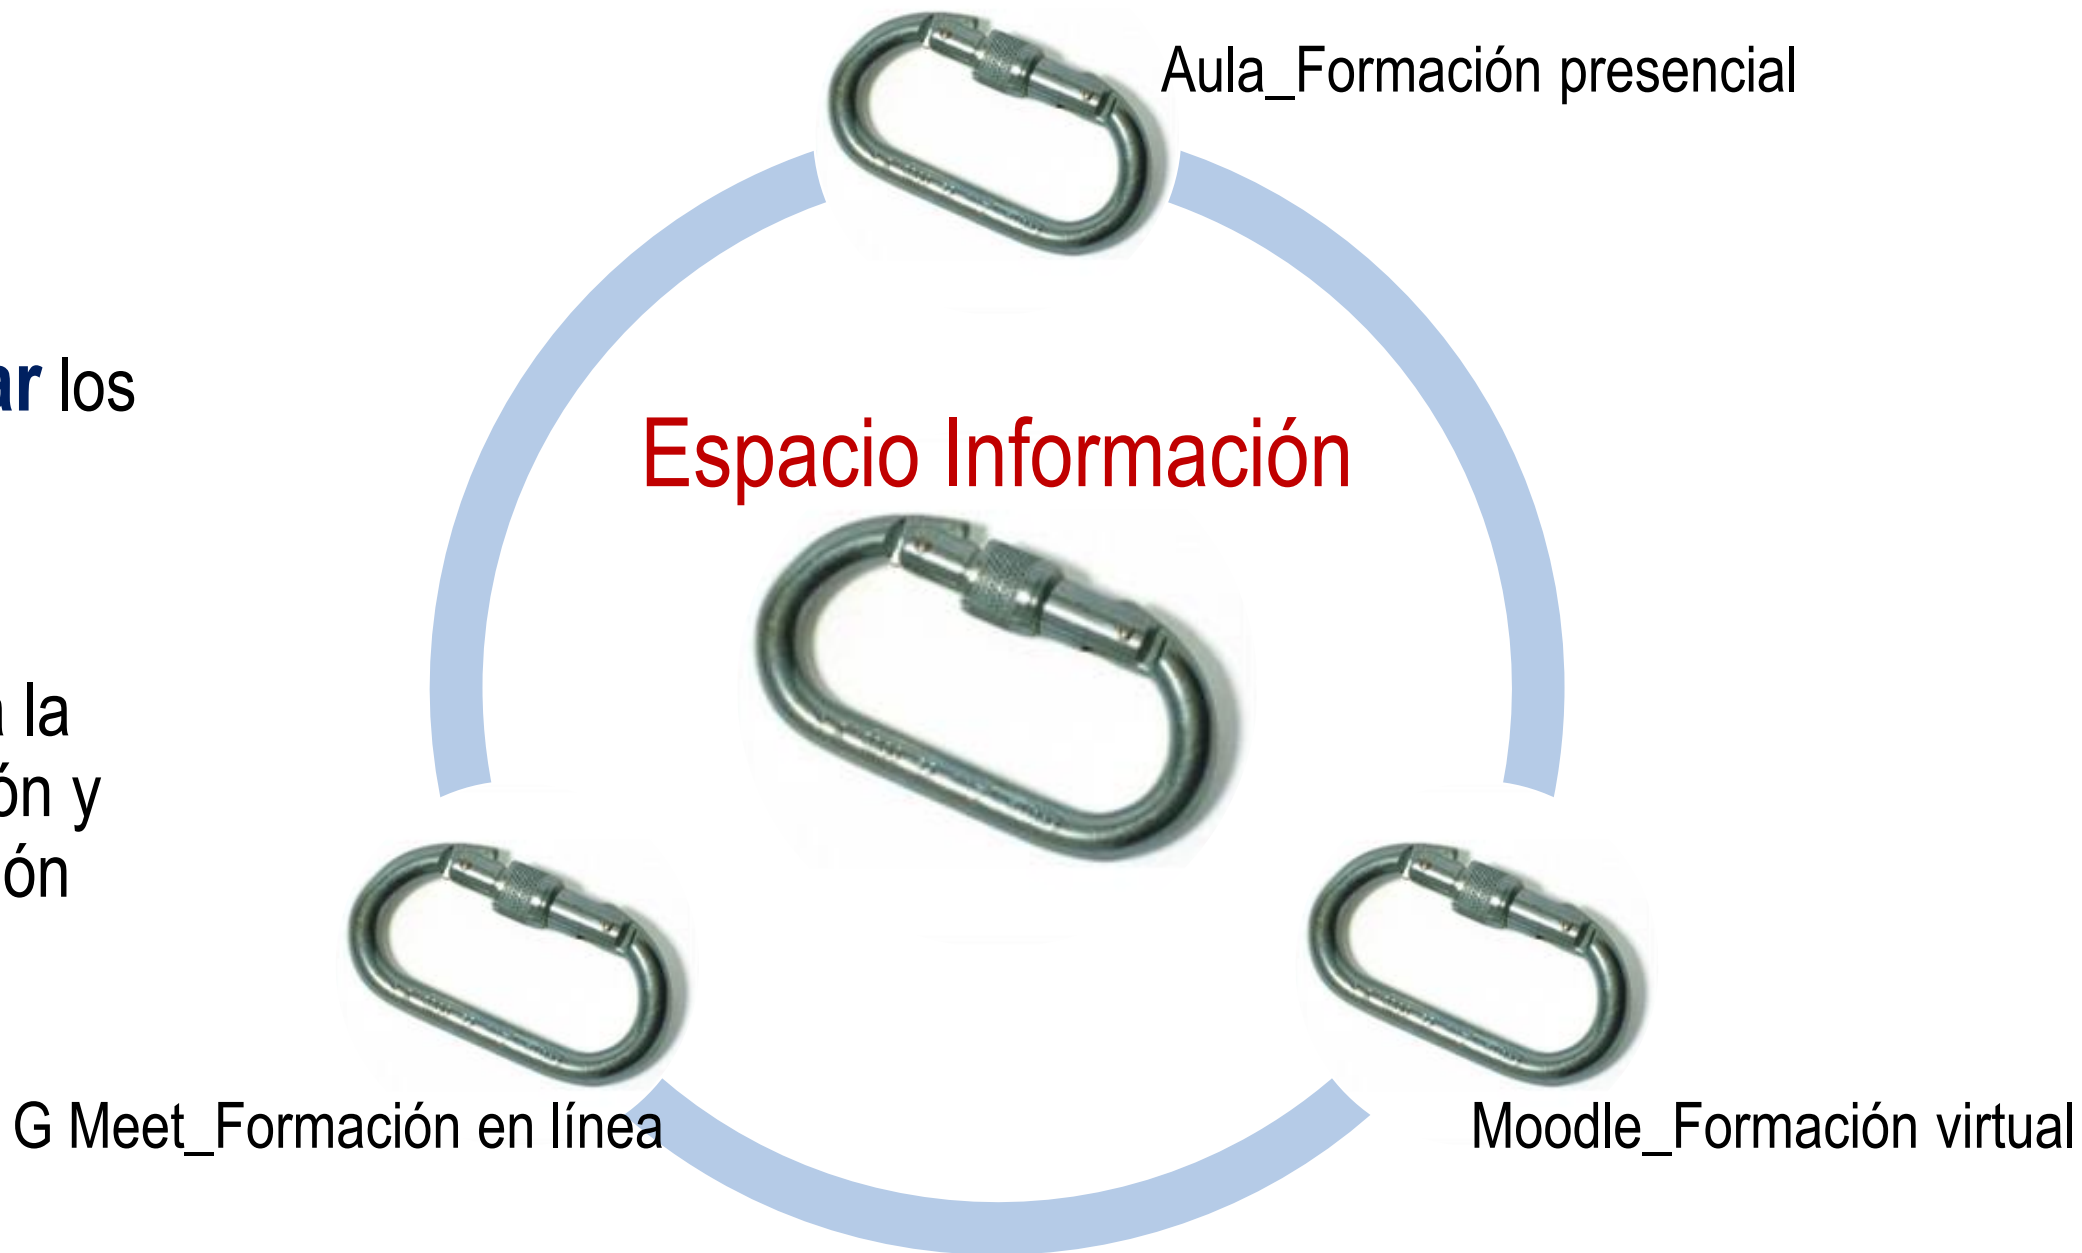 Aula_Formación presencial
ar los
Espacio Información
a la
ón y
ón
G Meet_Formación en línea
Moodle_Formación virtual